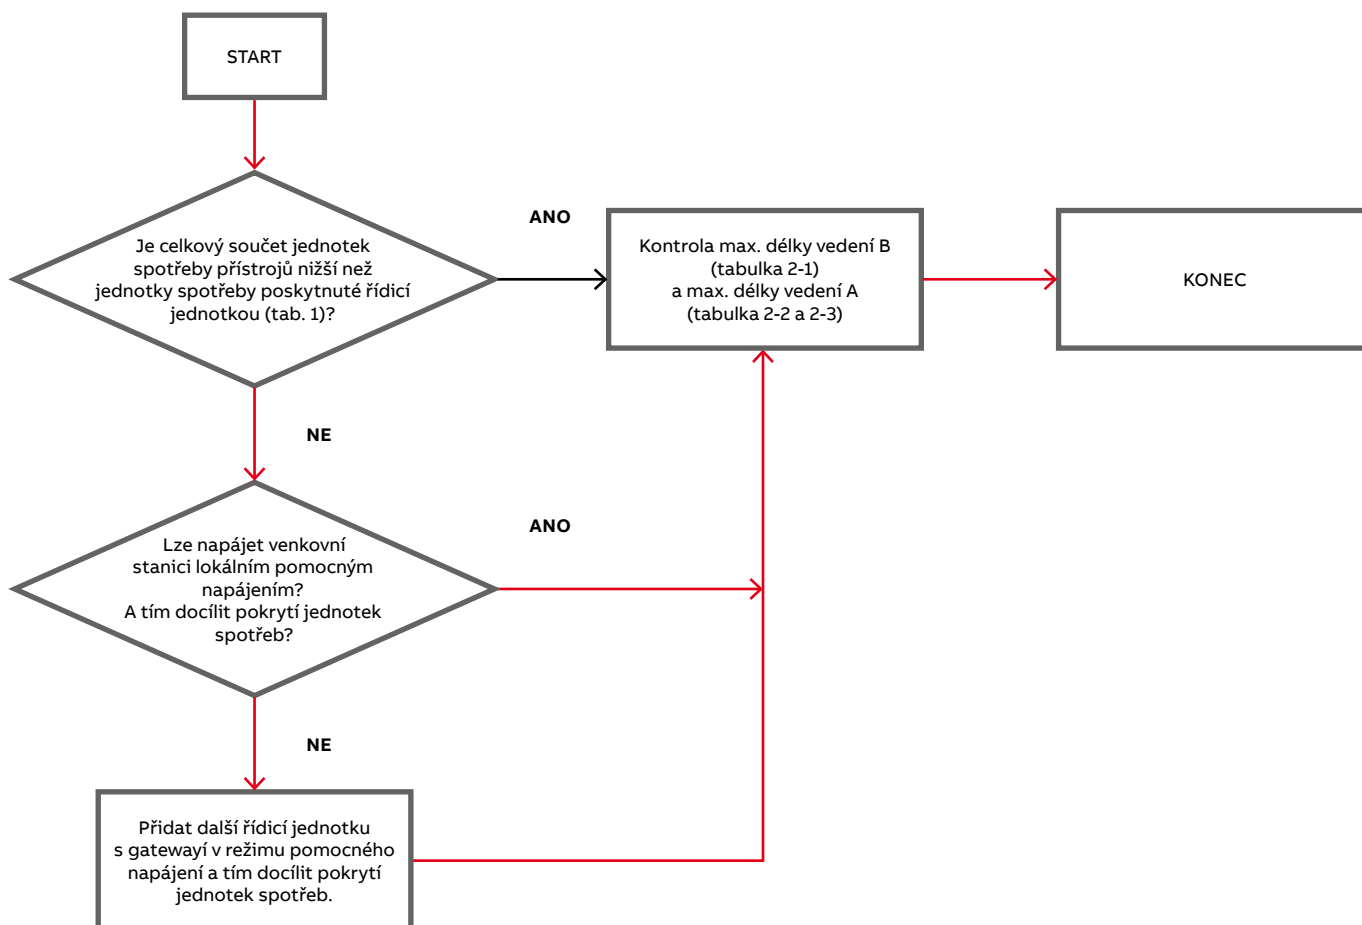 START
Je celkový součet jednotek
spotřeby přístrojů nižší než
jednotky spotřeby poskytnuté řídicí
jednotkou (tab. 1)?
ANO
Kontrola max. délky vedení B
(tabulka 2-1)
a max. délky vedení A
(tabulka 2-2 a 2-3)
KONEC
NE
Lze napájet venkovní
stanici lokálním pomocným
napájením?
A tím docílit pokrytí jednotek
spotřeb?
ANO
NE
Přidat další řídicí jednotku
s gatewayí v režimu pomocného
napájení a tím docílit pokrytí
jednotek spotřeb.